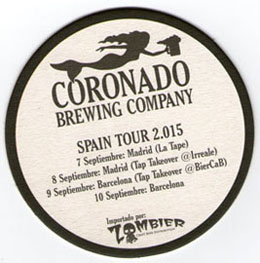 CORONADO
BREWING COMPANY
SPAIN TOUR 2.015
7 Septiembre: Madrid (La Tape)
8 Septiembre: Madrid (Tap Takeover @Irreale)
9 Septiembre: Barcelona (Tap Takeover @BierCaB)
10 Septiembre: Barcelona
Importado por:
ZOMBIER